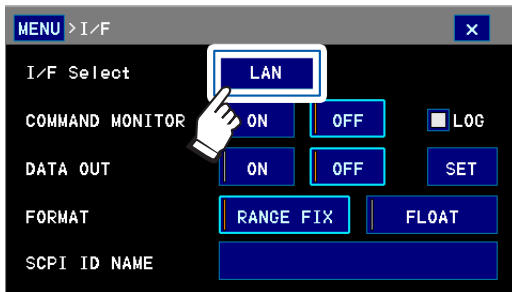 MENU >I/F ×
I/F Select LAN
COMMAND MONITOR ON OFF LOG
DATA OUT ON OFF SET
FORMAT RANGE FIX FLOAT
SCPI ID NAME